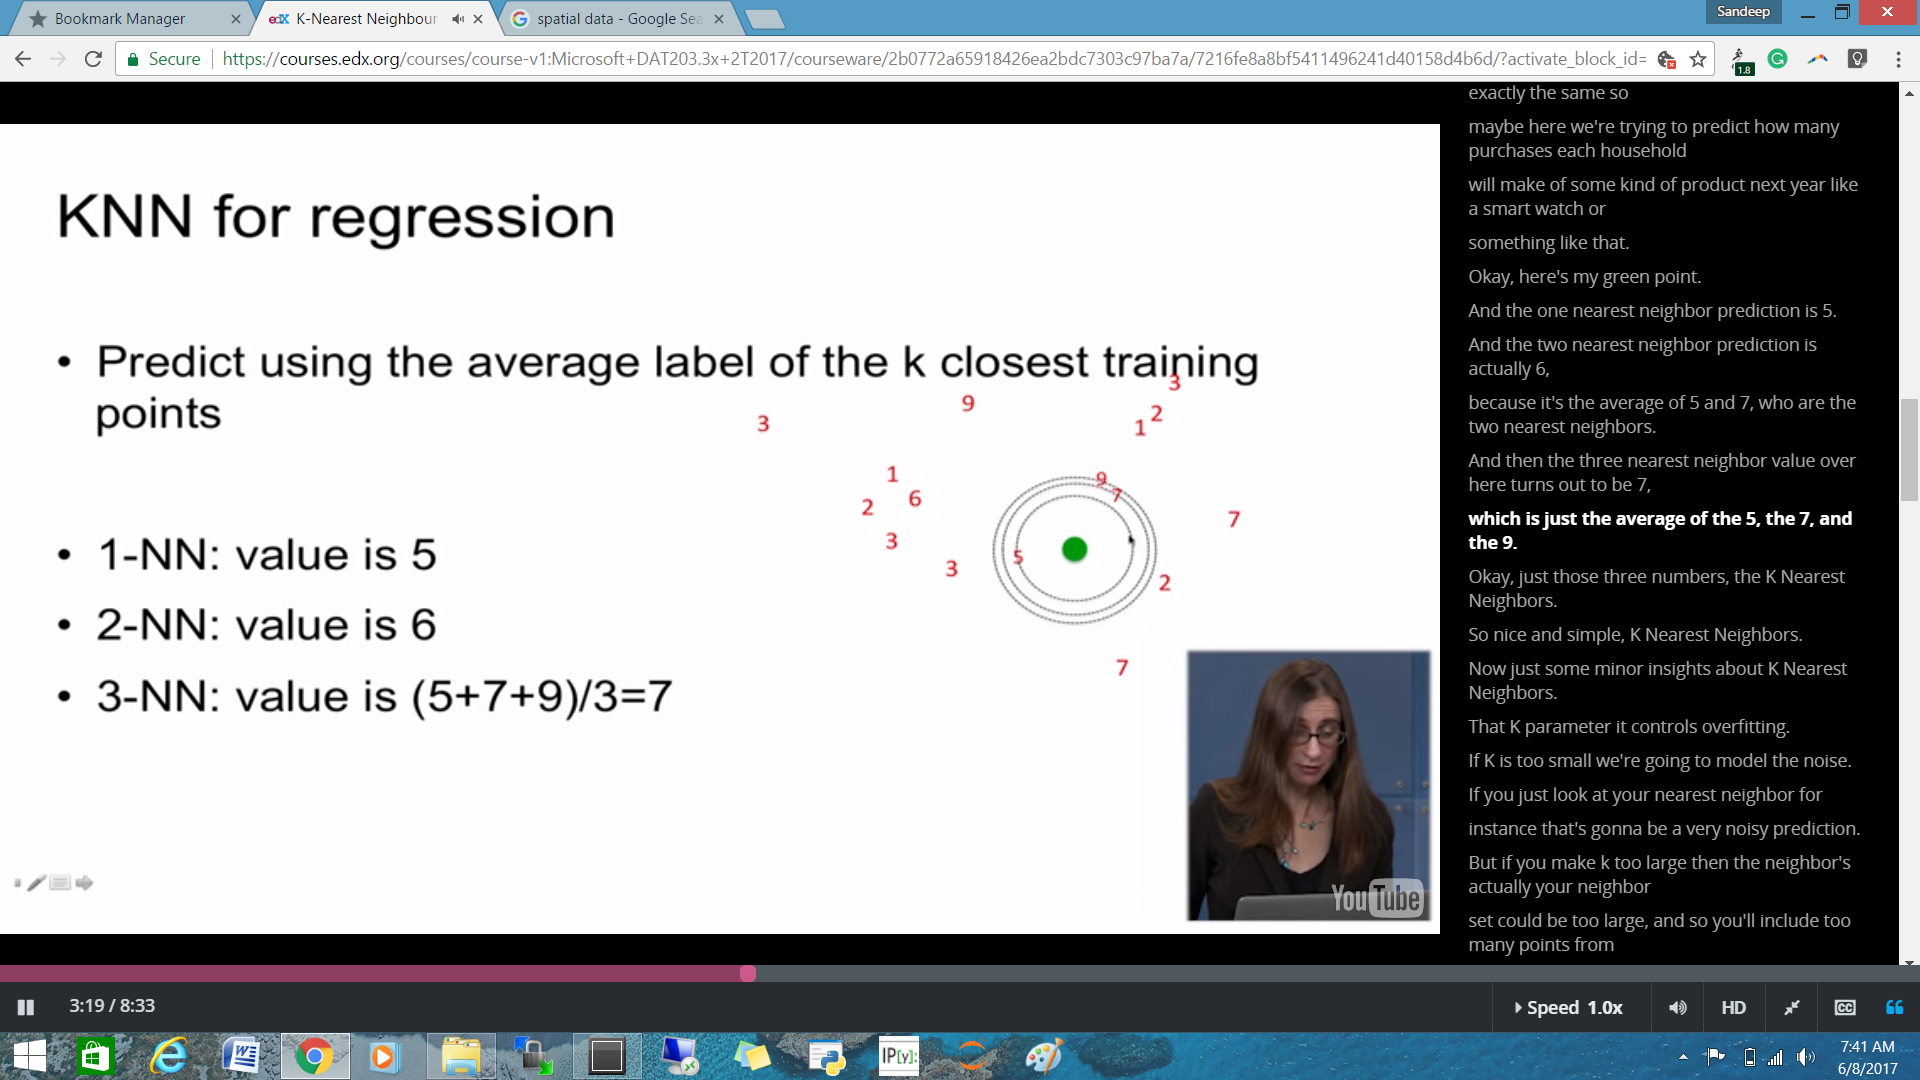 Bookmark Manager
edX K-Nearest Neighbour
spatial data - Google Sea
Sandeep
Secure
https://courses.edx.org/courses/course-v1:Microsoft+DAT203.3x+2T2017/courseware/2b0772a65918426ea2bdc7303c97ba7a/7216fe8a8bf5411496241d40158d4b6d/?activate_block_id=
1.8
KNN for regression
• Predict using the average label of the k closest training
points
3
9
3
2
1
1
6
2
3
3
9
7
5
7
2
7
• 1-NN: value is 5
• 2-NN: value is 6
• 3-NN: value is (5+7+9)/3=7
YouTube
exactly the same so
maybe here we're trying to predict how many
purchases each household
will make of some kind of product next year like
a smart watch or
something like that.
Okay, here's my green point.
And the one nearest neighbor prediction is 5.
And the two nearest neighbor prediction is
actually 6,
because it's the average of 5 and 7, who are the
two nearest neighbors.
And then the three nearest neighbor value over
here turns out to be 7,
which is just the average of the 5, the 7, and
the 9.
Okay, just those three numbers, the K Nearest
Neighbors.
So nice and simple, K Nearest Neighbors.
Now just some minor insights about K Nearest
Neighbors.
That K parameter it controls overfitting.
If K is too small we're going to model the noise.
If you just look at your nearest neighbor for
instance that's gonna be a very noisy prediction.
But if you make k too large then the neighbor's
actually your neighbor
set could be too large, and so you'll include too
many points from
3:19 / 8:33
Speed 1.0x
HD
CC
IP[y]:
7:41 AM
6/8/2017